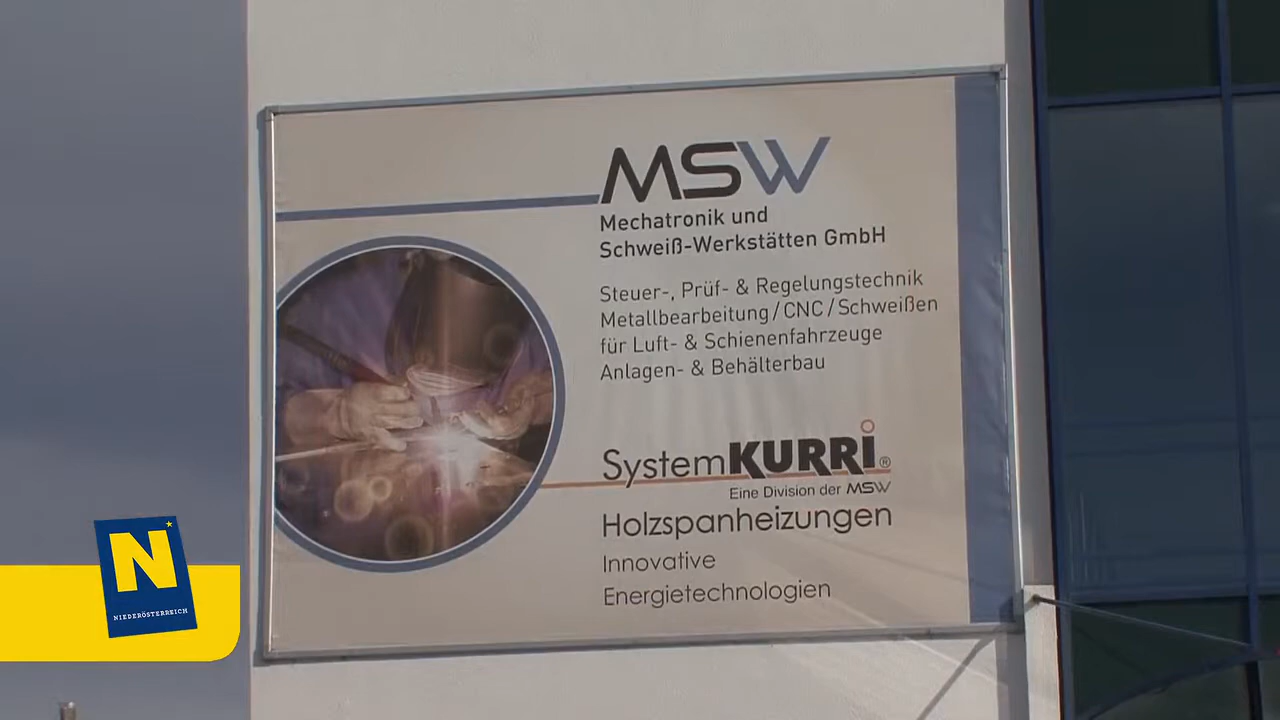 MSW
Mechatronik und
Schweiß-Werkstätten GmbH
Steuer-, Prüf- & Regelungstechnik
Metallbearbeitung/CNC/Schweißen
für Luft- & Schienenfahrzeuge
Anlagen- & Behälterbau
SystemKURRi®
Eine Division der MSW
Holzspanheizungen
Innovative
Energietechnologien
N
NIEDERÖSTERREICH